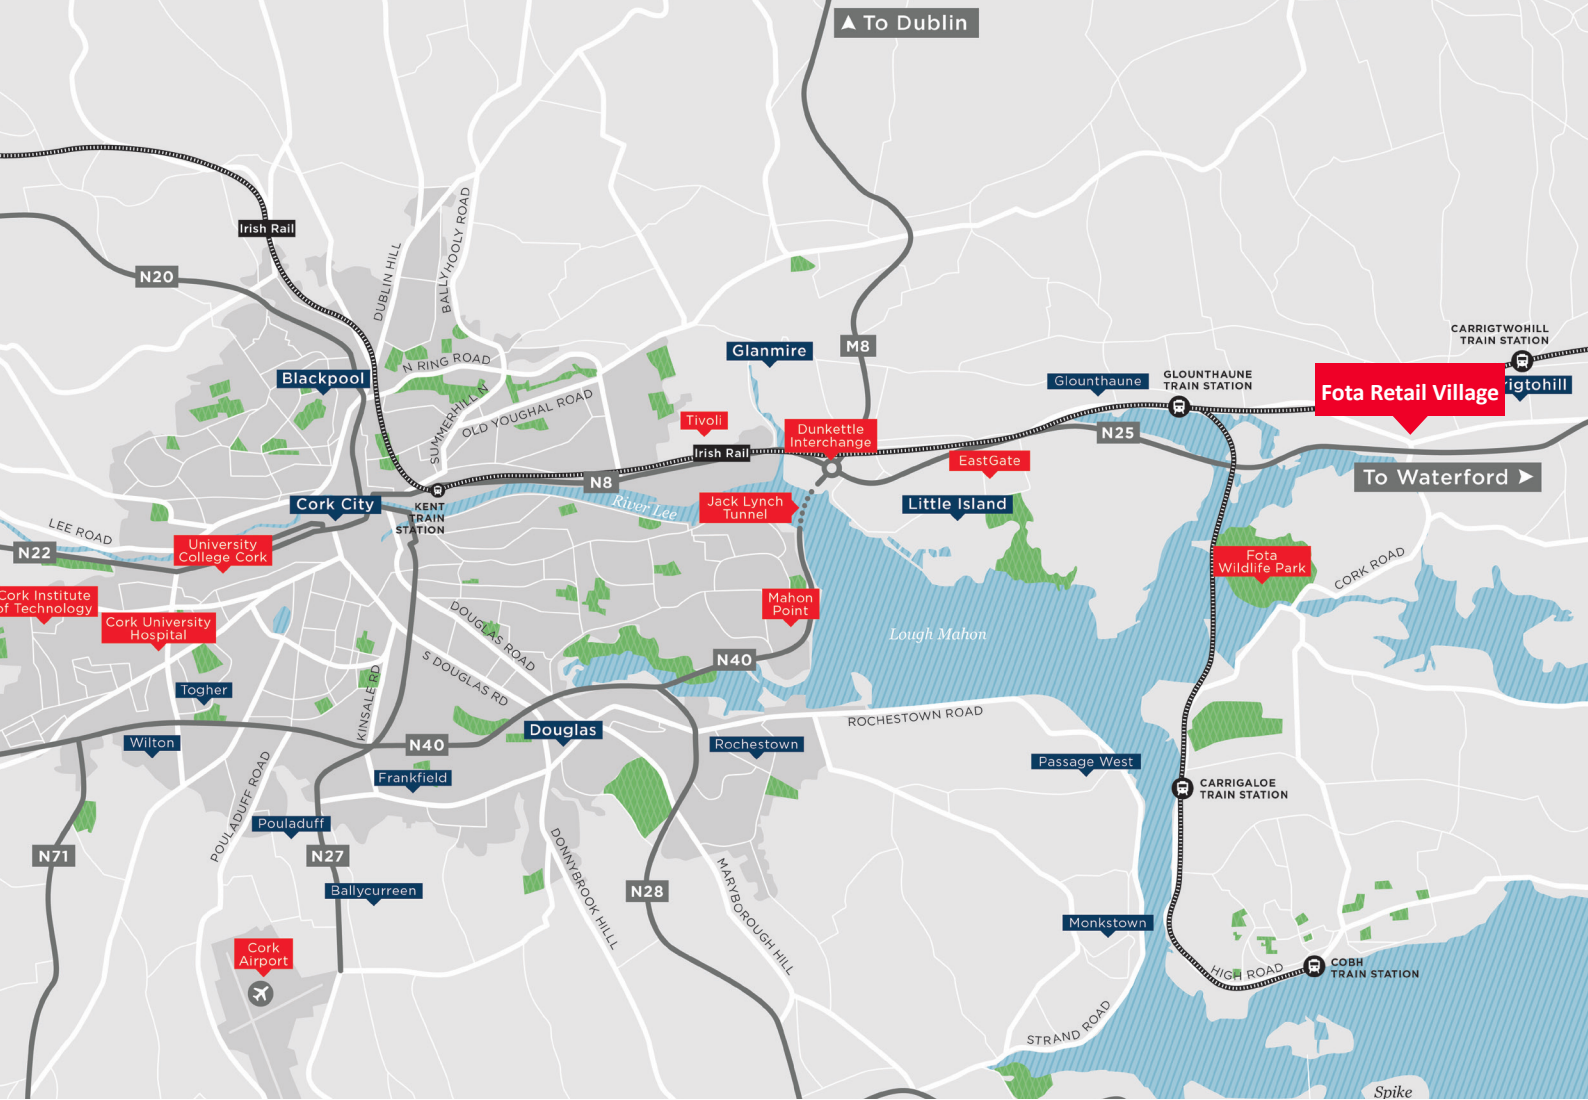 To Dublin
Irish Rail
N20
DUBLIN HILL
BALLYHOOLY ROAD
N RING ROAD
Blackpool
SUMMERHILL N
OLD YOUGHAL ROAD
Glanmire
M8
Tivoli
Irish Rail
Dunkettle
Interchange
Glounthaune
GLOUNTHAUNE
TRAIN STATION
CARRIGTWOHILL
TRAIN STATION
Fota Retail Village
rigtohill
N25
EastGate
To Waterford
N8
Cork City
KENT
TRAIN
STATION
River Lee
Jack Lynch
Tunnel
Little Island
LEE ROAD
N22
University
College Cork
Cork Institute
of Technology
Cork University
Hospital
Fota
Wildlife Park
CORK ROAD
Mahon
Point
Lough Mahon
DOUGLAS ROAD
S DOUGLAS RD
N40
Togher
KINSALE RD
Wilton
N40
Douglas
Rochestown
ROCHESTOWN ROAD
Passage West
Frankfield
CARRIGALOE
TRAIN STATION
POULADUFF ROAD
Pouladuff
N71
N27
Ballycurreen
DONNYBROOK HILLL
N28
MARYBOROUGH HILL
Monkstown
Cork
Airport
HIGH ROAD
COBH
TRAIN STATION
STRAND ROAD
Spike